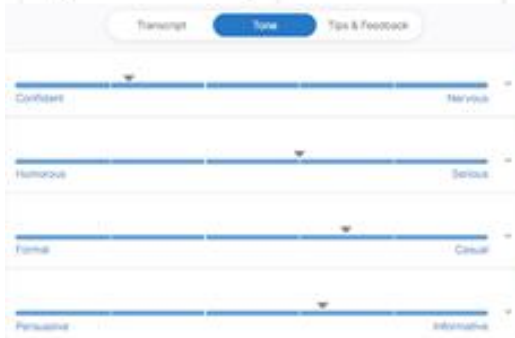 Transcript Tone Tips & Feedback
Confident Nervous
Humorous Serious
Formal Casual
Persuasive Informative